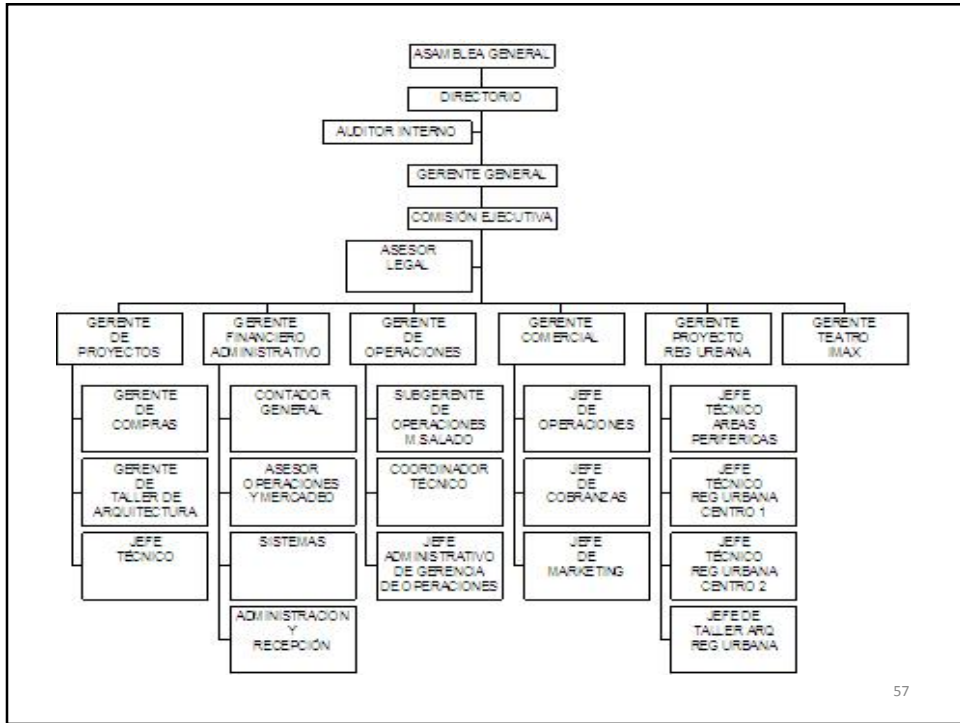 ASAMBLEA GENERAL
DIRECTORIO
AUDITOR INTERNO
GERENTE GENERAL
COMISIÓN EJECUTIVA
ASESOR
LEGAL
GERENTE
DE
PROYECTOS
GERENTE
FINANCIERO
ADMINISTRATIVO
GERENTE
DE
OPERACIONES
GERENTE
COMERCIAL
GERENTE
PROYECTO
REG URBANA
GERENTE
TEATRO
IMAX
GERENTE
DE
COMPRAS
CONTADOR
GENERAL
SUBGERENTE
DE
OPERACIONES
M.SALADO
JEFE
DE
OPERACIONES
JEFE
TÉCNICO
AREAS
PERIFERICAS
GERENTE
DE
TALLER DE
ARQUITECTURA
ASESOR
OPERACIONES
Y MERCADEO
COORDINADOR
TÉCNICO
JEFE
DE
COBRANZAS
JEFE
TÉCNICO
REG URBANA
CENTRO 1
JEFE
TÉCNICO
SISTEMAS
JEFE
ADMINISTRATIVO
DE GERENCIA
DE OPERACIONES
JEFE
DE
MARKETING
JEFE
TÉCNICO
REG URBANA
CENTRO 2
ADMINISTRACION
Y
RECEPCIÓN
JEFE DE
TALLER ARQ
REG URBANA
57